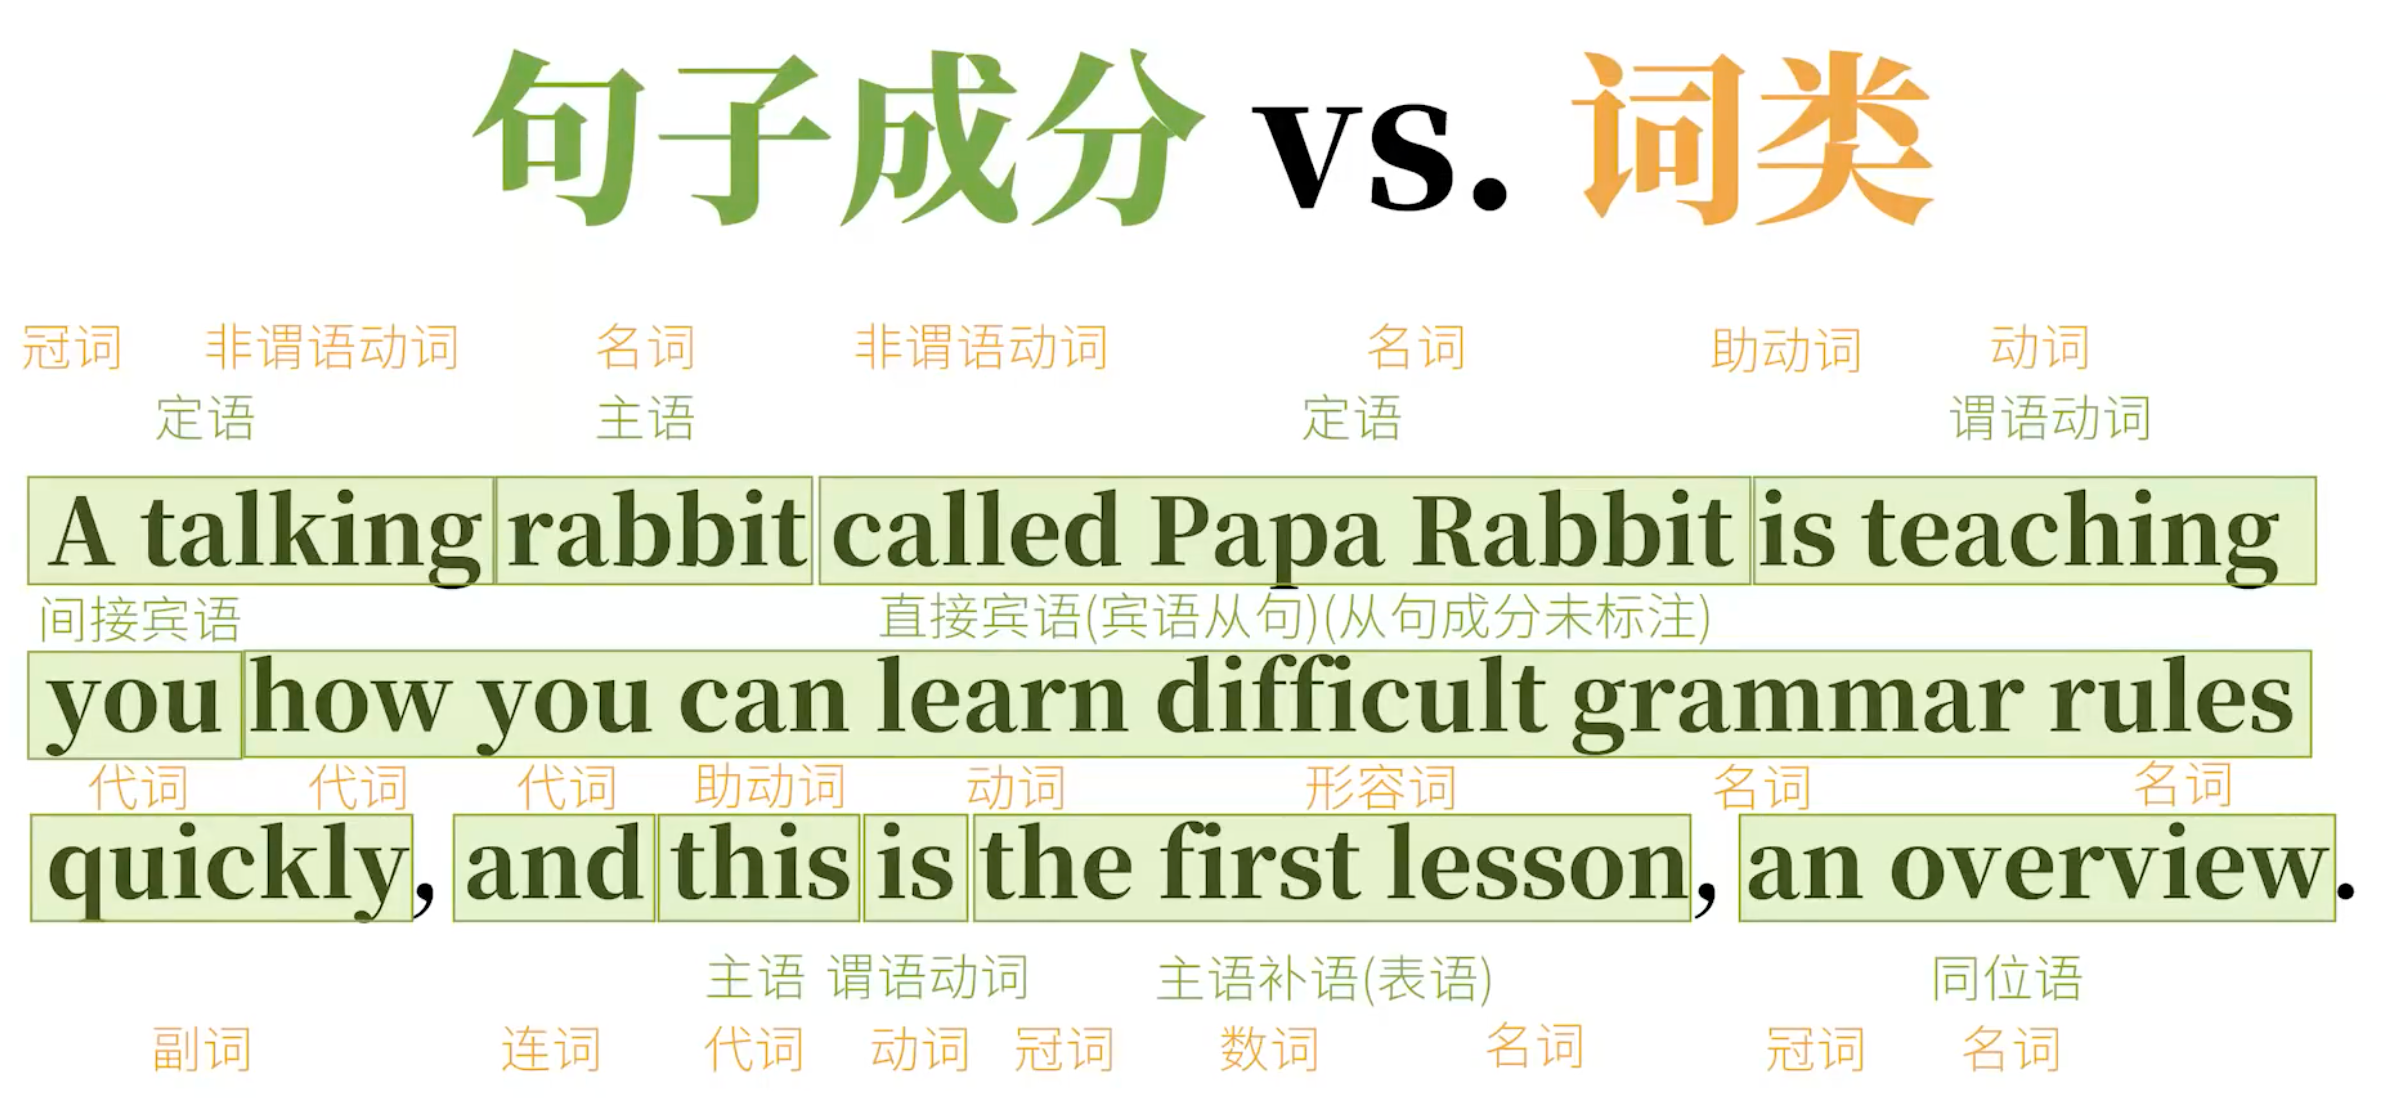 句子成分 vs. 词类
冠词 非谓语动词 名词 非谓语动词 名词 助动词 动词
定语 主语 定语 谓语动词
A talking rabbit called Papa Rabbit is teaching
间接宾语 直接宾语(宾语从句)(从句成分未标注)
you how you can learn difficult grammar rules
代词 代词 代词 助动词 动词 形容词 名词 名词
quickly, and this is the first lesson, an overview.
主语 谓语动词 主语补语(表语) 同位语
副词 连词 代词 动词 冠词 数词 名词 冠词 名词